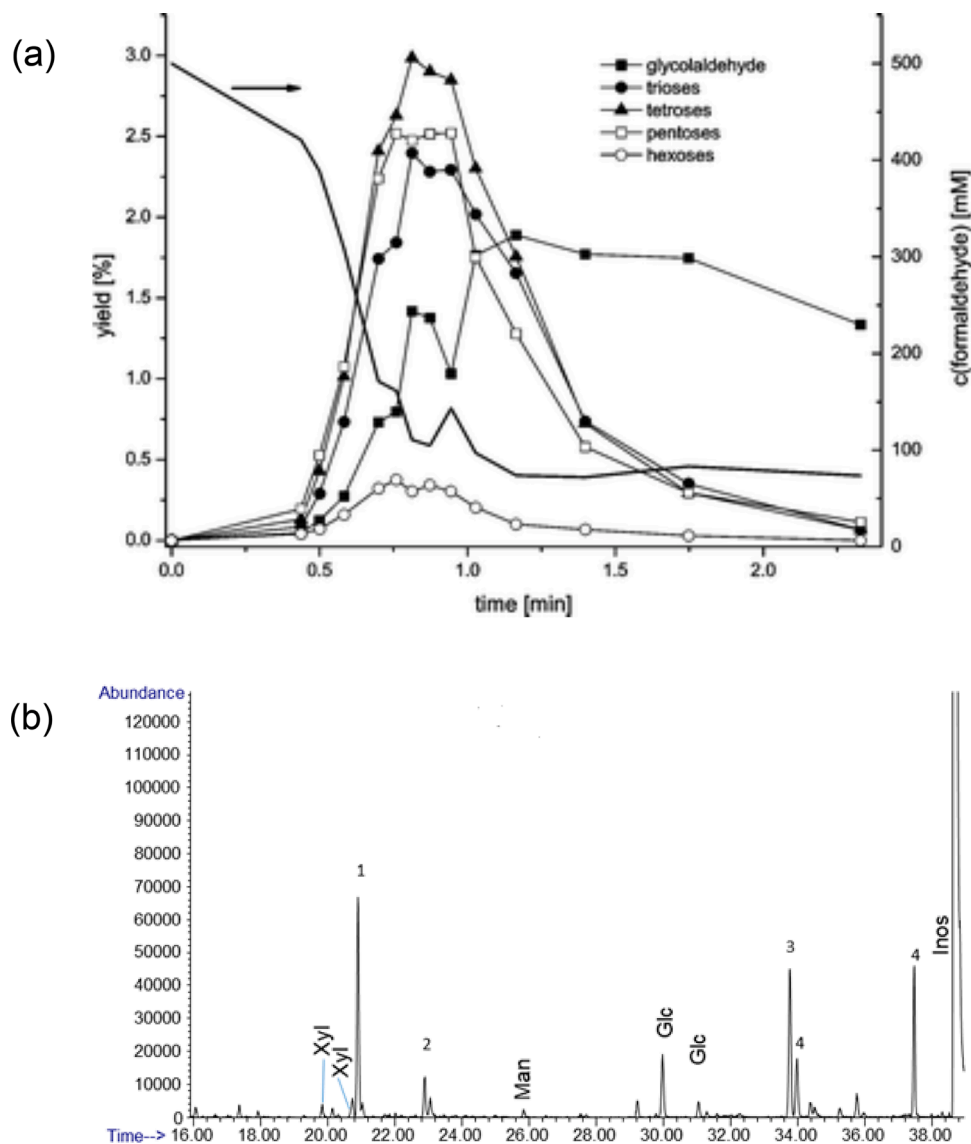 (a)
3.0
2.5
2.0
1.5
1.0
0.5
0.0
yield [%]
glycolaldehyde
trioses
tetroses
pentoses
hexoses
500
400
300
200
100
0
c(formaldehyde) [mM]
0.0 0.5 1.0 1.5 2.0
time [min]
(b)
Abundance
120000
110000
100000
90000
80000
70000
60000
50000
40000
30000
20000
10000
0
Xyl
Xyl
1
2
Man
Glc
Glc
3
4
4
Inos
16.00 18.00 20.00 22.00 24.00 26.00 28.00 30.00 32.00 34.00 36.00 38.00
Time-->